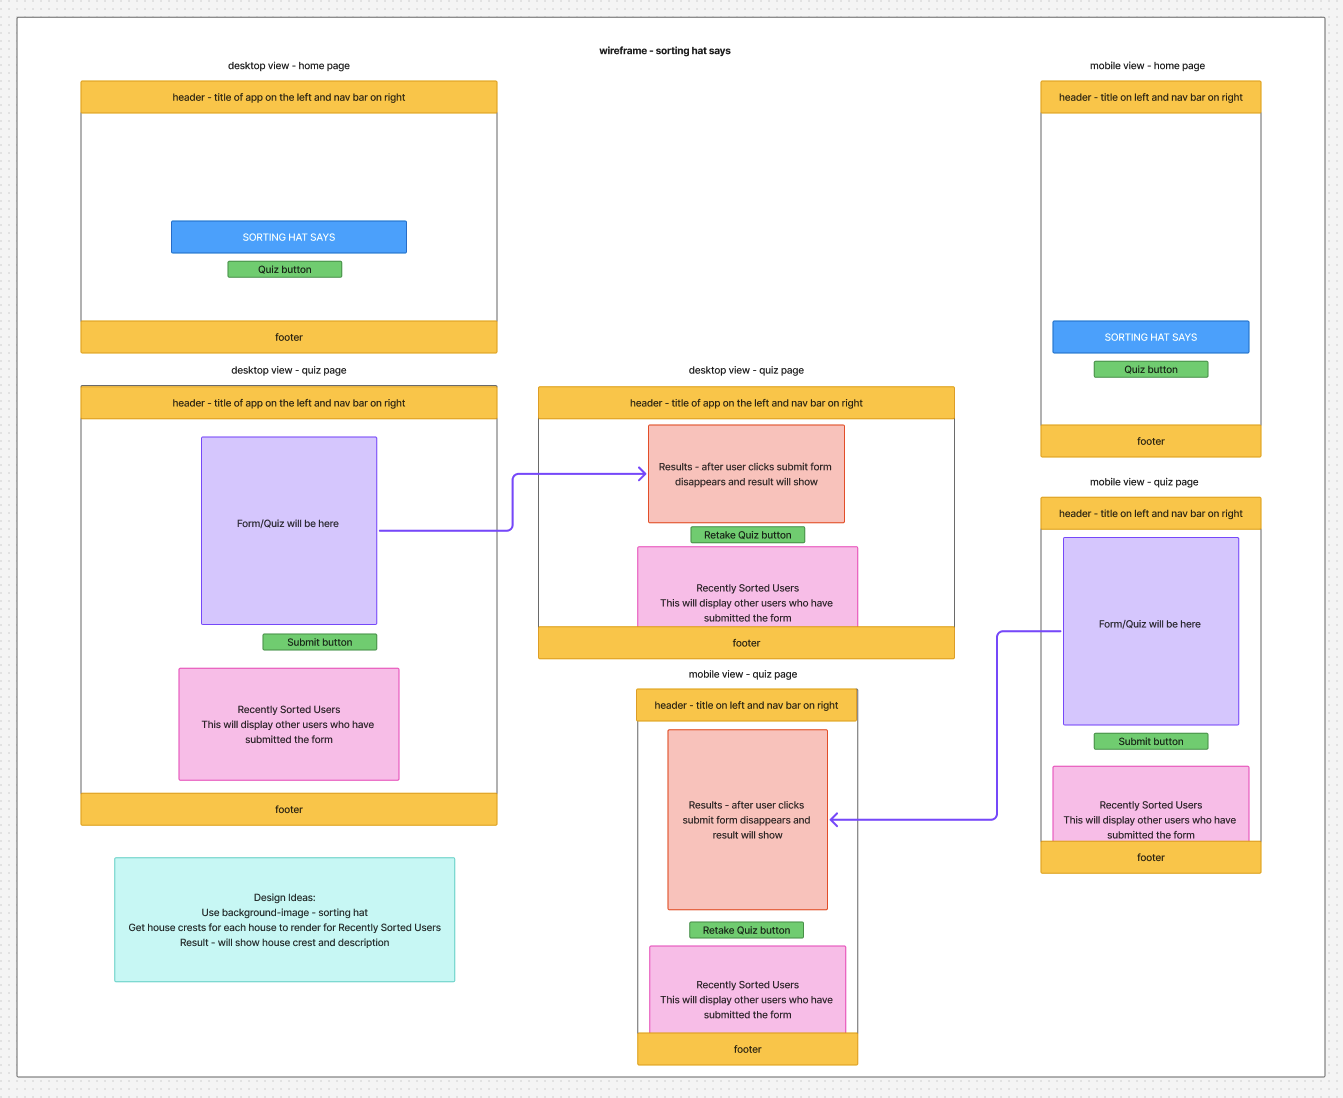 wireframe - sorting hat says
desktop view - home page
header - title of app on the left and nav bar on right
SORTING HAT SAYS
Quiz button
footer
mobile view - home page
header - title on left and nav bar on right
SORTING HAT SAYS
Quiz button
footer
desktop view - quiz page
header - title of app on the left and nav bar on right
Form/Quiz will be here
Submit button
Recently Sorted Users
This will display other users who have
submitted the form
footer
desktop view - quiz page
header - title of app on the left and nav bar on right
Results - after user clicks submit form
disappears and result will show
Retake Quiz button
Recently Sorted Users
This will display other users who have
submitted the form
footer
mobile view - quiz page
header - title on left and nav bar on right
Form/Quiz will be here
Submit button
Recently Sorted Users
This will display other users who have
submitted the form
footer
mobile view - quiz page
header - title on left and nav bar on right
Results - after user clicks
submit form disappears and
result will show
Retake Quiz button
Recently Sorted Users
This will display other users who have
submitted the form
footer
Design Ideas:
Use background-image - sorting hat
Get house crests for each house to render for Recently Sorted Users
Result - will show house crest and description